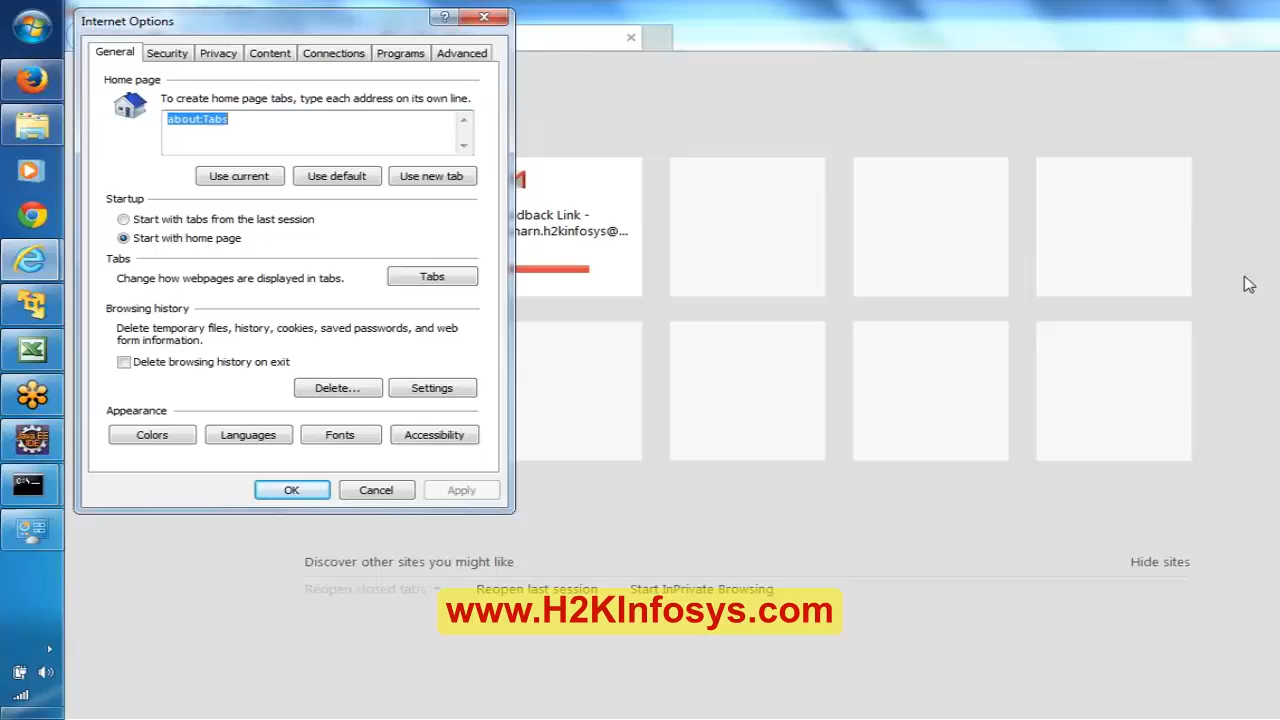 Internet Options
?
General Security Privacy Content Connections Programs Advanced
Home page
To create home page tabs, type each address on its own line.
about:Tabs
Use current Use default Use new tab
Startup
Start with tabs from the last session
Start with home page
Tabs
Change how webpages are displayed in tabs.
Tabs
Browsing history
Delete temporary files, history, cookies, saved passwords, and web
form information.
Delete browsing history on exit
Delete... Settings
Appearance
Colors Languages Fonts Accessibility
OK Cancel Apply
dback Link -
harn.h2kinfosys@...
Discover other sites you might like
Hide sites
Reopen closed tabs Reopen last session Start InPrivate Browsing
www.H2KInfosys.com
Java EE
IDE
C:\